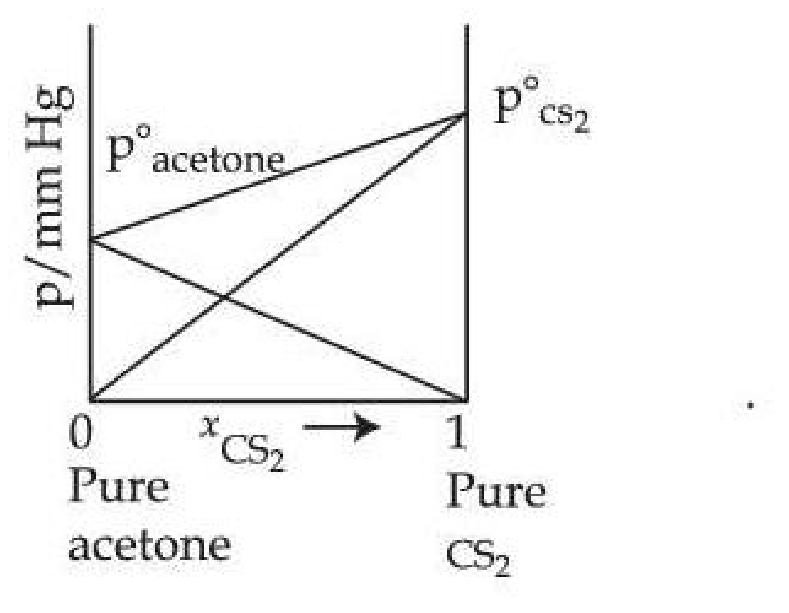 p°CS₂
p°acetone
p/mm Hg
0
xCS₂ →
1
Pure
acetone
Pure
CS₂